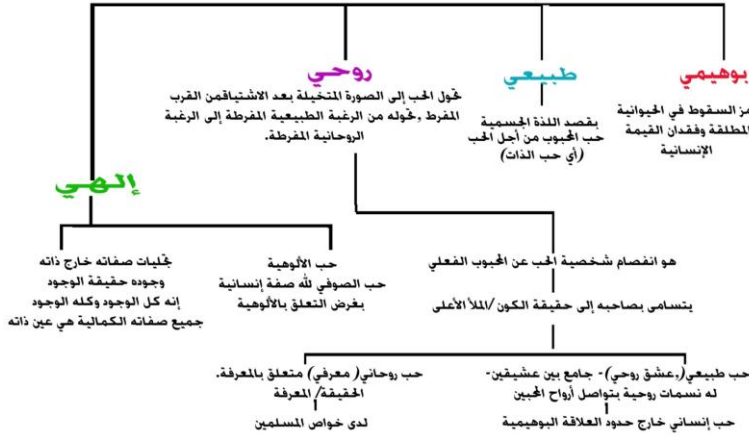 بوهيمي
مز السقوط في الحيوانية
المطلقة وفقدان القيمة
الإنسانية
طبيعي
بقصد اللذة الجسمية
حب المحبوب من أجل الحب
(أي حب الذات)
روحي
تحول الحب إلى الصورة المتخيلة بعد الاشتياقمن القرب
المفرط ,تحوله من الرغبة الطبيعية المفرطة إلى الرغبة
الروحانية المفرطة.
هو انفصام شخصية الحب عن المحبوب الفعلي
يتسامى بصاحبه إلى حقيقة الكون /الملأ الأعلى
حب طبيعي(,عشق روحي)- جامع بين عشيقين-
له نسمات روحية بتواصل أرواح المحبين
حب إنساني خارج حدود العلاقة البوهيمية
حب روحاني( معرفي) متعلق بالمعرفة.
الحقيقة/ المعرفة
لدى خواص المسلمين
إلهي
حب الألوهية
حب الصوفي لله صفة إنسانية
بغرض التعلق بالألوهية
تجليات صفاته خارج ذاته
وجوده حقيقة الوجود
إنه كل الوجود وكله الوجود
جميع صفاته الكمالية هي عين ذاته